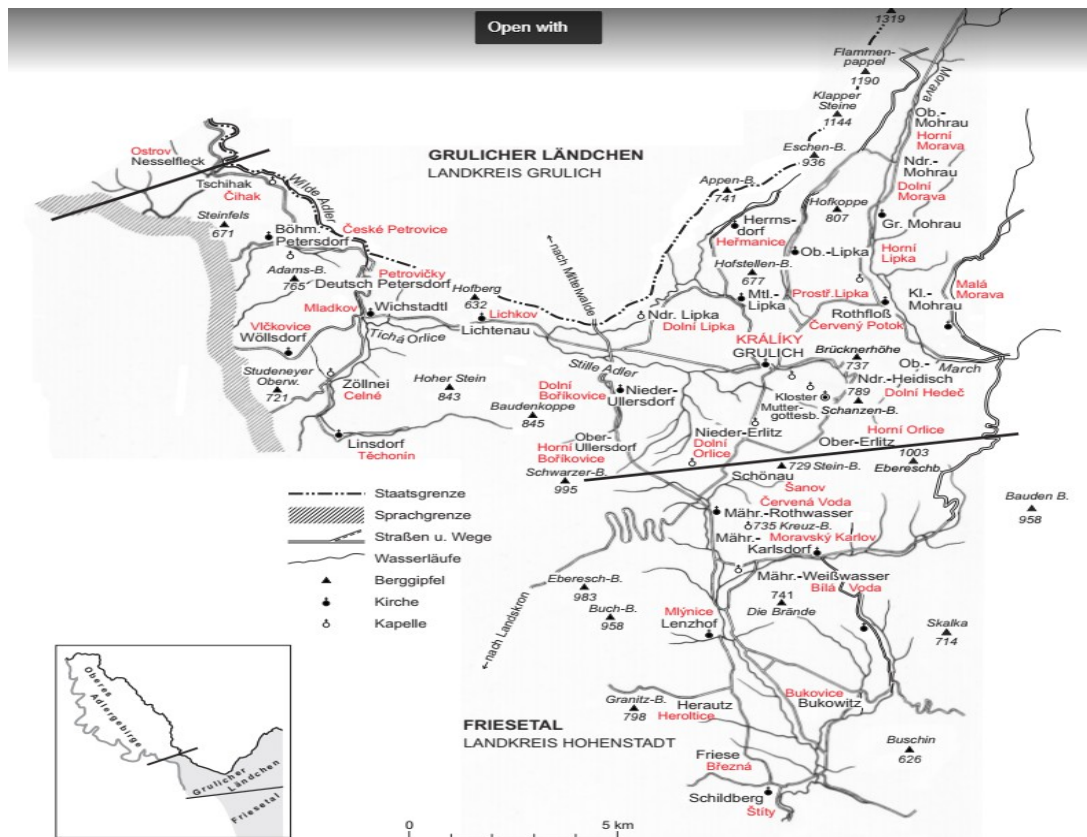 Open with
1319
Flammen-
pappel
1190
Klapper
Steine
1144
Eschen-B.
936
Morava
Ob.-
Mohrau
Horní
Morava
Ndr.-
Mohrau
Dolní
Morava
Gr. Mohrau
Horní
Lipka
Ostrov
Nesselfleck
GRULICHER LÄNDCHEN
LANDKREIS GRULICH
Tschihak
Čihak
Wilde Adler
Steinfels
671
Appen-B.
741
Hofkoppe
807
Herrns-
dorf
Heřmanice
Ob.-Lipka
Böhm.
Petersdorf
České Petrovice
←nach Mittelwalde
Hofstellen-B.
677
Adams-B.
765
Petrovičky
Deutsch Petersdorf
Hofberg
632
Mladkov
Wichstadtl
Lichkov
Lichtenau
Ndr. Lipka
Dolní Lipka
Mtl.-
Lipka
Prostř.Lipka
Rothfloß
Červený Potok
Kl.-
Mohrau
Malá
Morava
Vlčkovice
Wöllsdorf
Tichá Orlice
KRÁLÍKY
GRULICH
Brücknerhöhe
737
Ob.-
March
Stille Adler
Studeneyer
Oberw.
721
Zöllnei
Celné
Hoher Stein
843
Baudenkoppe
845
Dolní
Boříkovice
Nieder-
Ullersdorf
Kloster
Mutter-
gottesb.
Ndr.-Heidisch
789
Dolní Hedeč
Schanzen-B.
Linsdorf
Těchonín
Horní
Boříkovice
Ober-
Ullersdorf
Nieder-Erlitz
Dolní
Orlice
Horní Orlice
Ober-Erlitz
1003
Ebereschb.
Schwarzer-B.
995
Schönau
729 Stein-B.
Šanov
Bauden B.
958
Staatsgrenze
Sprachgrenze
Straßen u. Wege
Wasserläufe
Berggipfel
Kirche
Kapelle
Červená Voda
Mähr.-Rothwasser
735 Kreuz-B.
Mähr.-
Karlsdorf
Moravský Karlov
Mähr.-Weißwasser
Bílá Voda
Eberesch-B.
983
Buch-B.
958
←nach Landskron
741
Die Brände
Mlýnice
Lenzhof
Skalka
714
Granitz-B.
798
Herautz
Heroltice
Bukovice
Bukowitz
FRIESETAL
LANDKREIS HOHENSTADT
Friese
Březná
Buschin
626
Schildberg
Štíty
Oberes
Adlergebirge
Grulicher
Ländchen
Friesetal
0 5 km